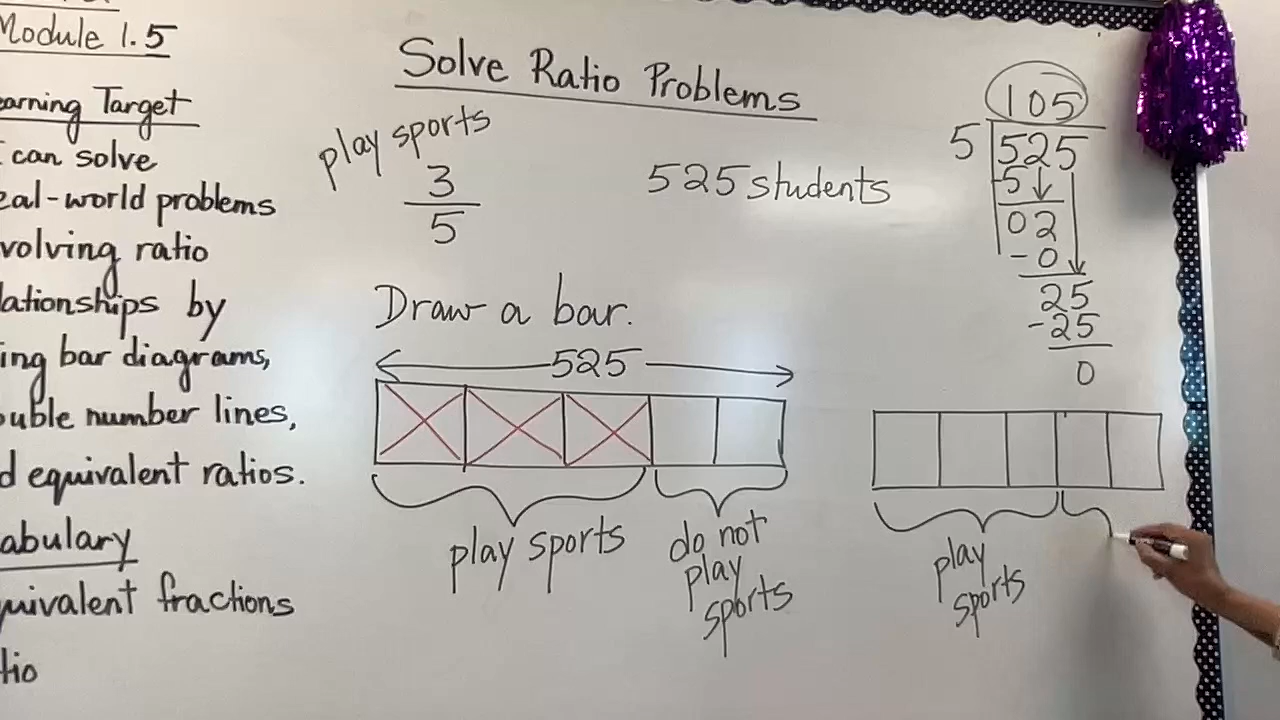 Module 1.5
Learning Target
can solve
real-world problems
involving ratio
relationships by
using bar diagrams,
double number lines,
and equivalent ratios.
Vocabulary
equivalent fractions
ratio
Solve Ratio Problems
play sports
3
5
525 students
Draw a bar.
525
play sports
do not
play
sports
105
5 525
5
02
-0
25
-25
0
play
sports